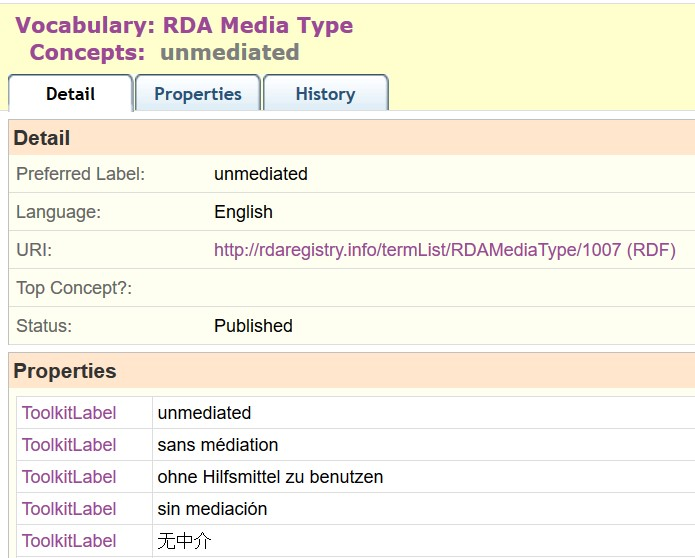 Vocabulary: RDA Media Type
Concepts: unmediated
Detail Properties History
Detail
Preferred Label: unmediated
Language: English
URI: http://rdaregistry.info/termList/RDAMediaType/1007 (RDF)
Top Concept?:
Status: Published
Properties
ToolkitLabel unmediated
ToolkitLabel sans médiation
ToolkitLabel ohne Hilfsmittel zu benutzen
ToolkitLabel sin mediación
ToolkitLabel 无中介